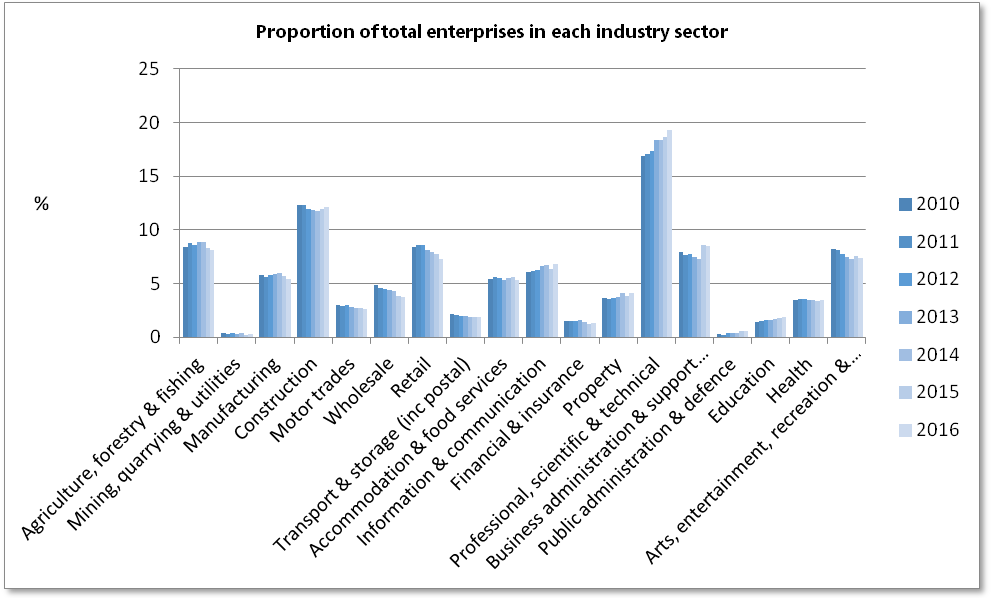 Proportion of total enterprises in each industry sector
25
20
15
10
5
0
%
Agriculture, forestry & fishing
Mining, quarrying & utilities
Manufacturing
Construction
Motor trades
Wholesale
Retail
Transport & storage (inc postal)
Accommodation & food services
Information & communication
Financial & insurance
Property
Professional, scientific & technical
Business administration & support...
Public administration & defence
Education
Health
Arts, entertainment, recreation &...
2010
2011
2012
2013
2014
2015
2016